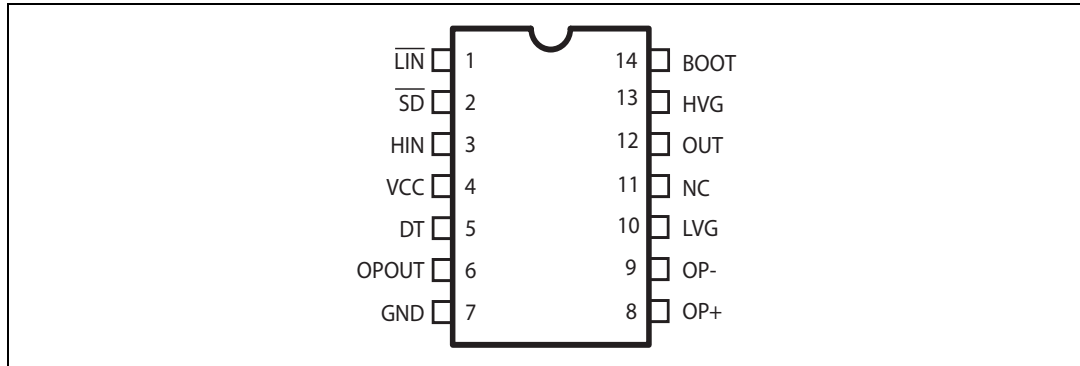 LIN 1 14 BOOT
SD 2 13 HVG
HIN 3 12 OUT
VCC 4 11 NC
DT 5 10 LVG
OPOUT 6 9 OP-
GND 7 8 OP+